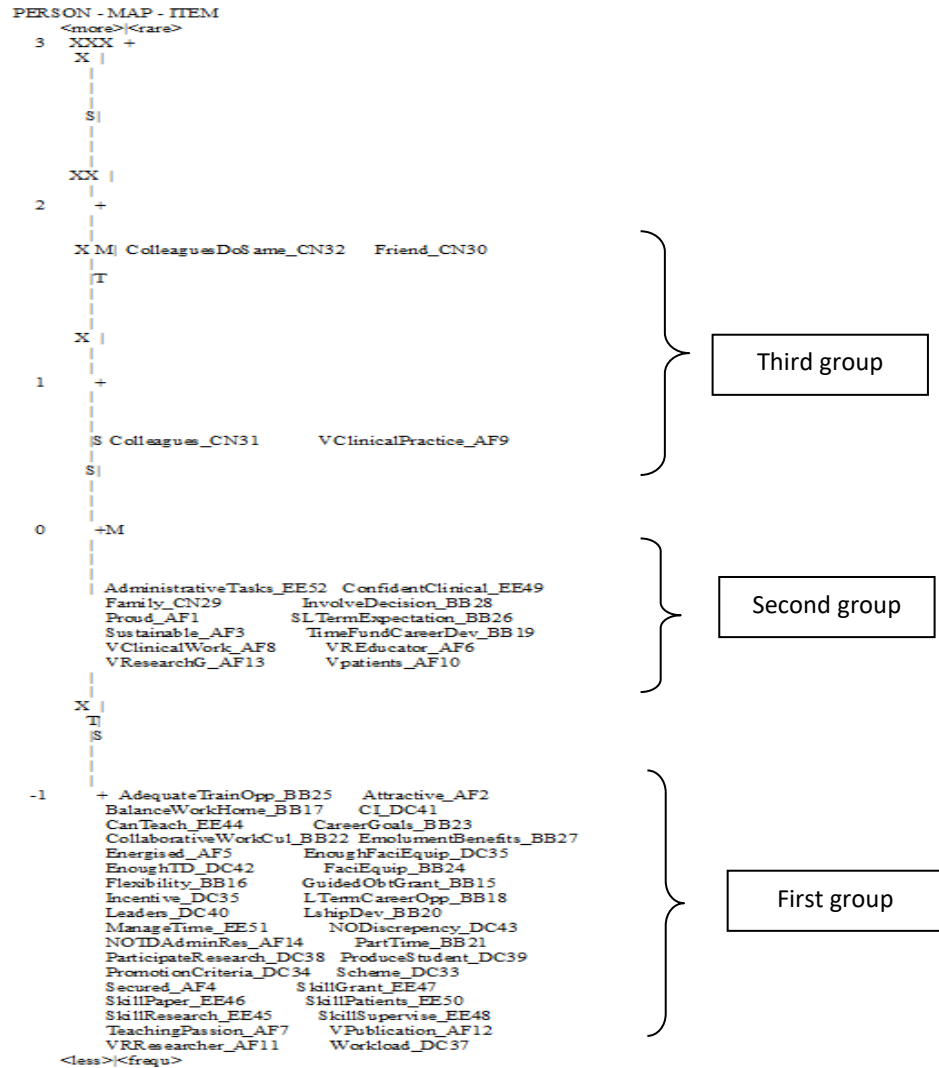 PERSON - MAP - ITEM
<more>|<rare>
3 XXX +
X |
|
|
|
S|
|
|
|
XX |
|
2 +
|
|
X M| ColleaguesDoSame_CN32 Friend_CN30
|T
|
|
|
X |
|
1 +
|
|
|
|S Colleagues_CN31 VClinicalPractice_AF9
|
S|
|
|
|
0 +M
|
|
|
| AdministrativeTasks_EE52 ConfidentClinical_EE49
Family_CN29 InvolveDecision_BB28
Proud_AF1 SLTermExpectation_BB26
Sustainable_AF3 TimeFundCareerDev_BB19
VClinicalWork_AF8 VREducator_AF6
VResearchG_AF13 Vpatients_AF10
|
|
X |
T|
|S
|
|
|
-1 + AdequateTrainOpp_BB25 Attractive_AF2
BalanceWorkHome_BB17 CI_DC41
CanTeach_EE44 CareerGoals_BB23
CollaborativeWorkCul_BB22 EmolumentBenefits_BB27
Energised_AF5 EnoughFaciEquip_DC35
EnoughTD_DC42 FaciEquip_BB24
Flexibility_BB16 GuidedObtGrant_BB15
Incentive_DC35 LTermCareerOpp_BB18
Leaders_DC40 LshipDev_BB20
ManageTime_EE51 NODiscrepency_DC43
NOTDAdminRes_AF14 PartTime_BB21
ParticipateResearch_DC38 ProduceStudent_DC39
PromotionCriteria_DC34 Scheme_DC33
Secured_AF4 SkillGrant_EE47
SkillPaper_EE46 SkillPatients_EE50
SkillResearch_EE45 SkillSupervise_EE48
TeachingPassion_AF7 VPublication_AF12
VRResearcher_AF11 Workload_DC37
<less>|<frequ>
Third group
Second group
First group